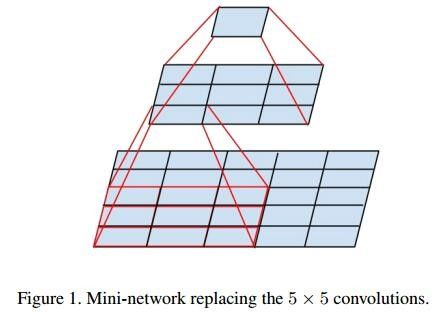 Figure 1. Mini-network replacing the 5 × 5 convolutions.